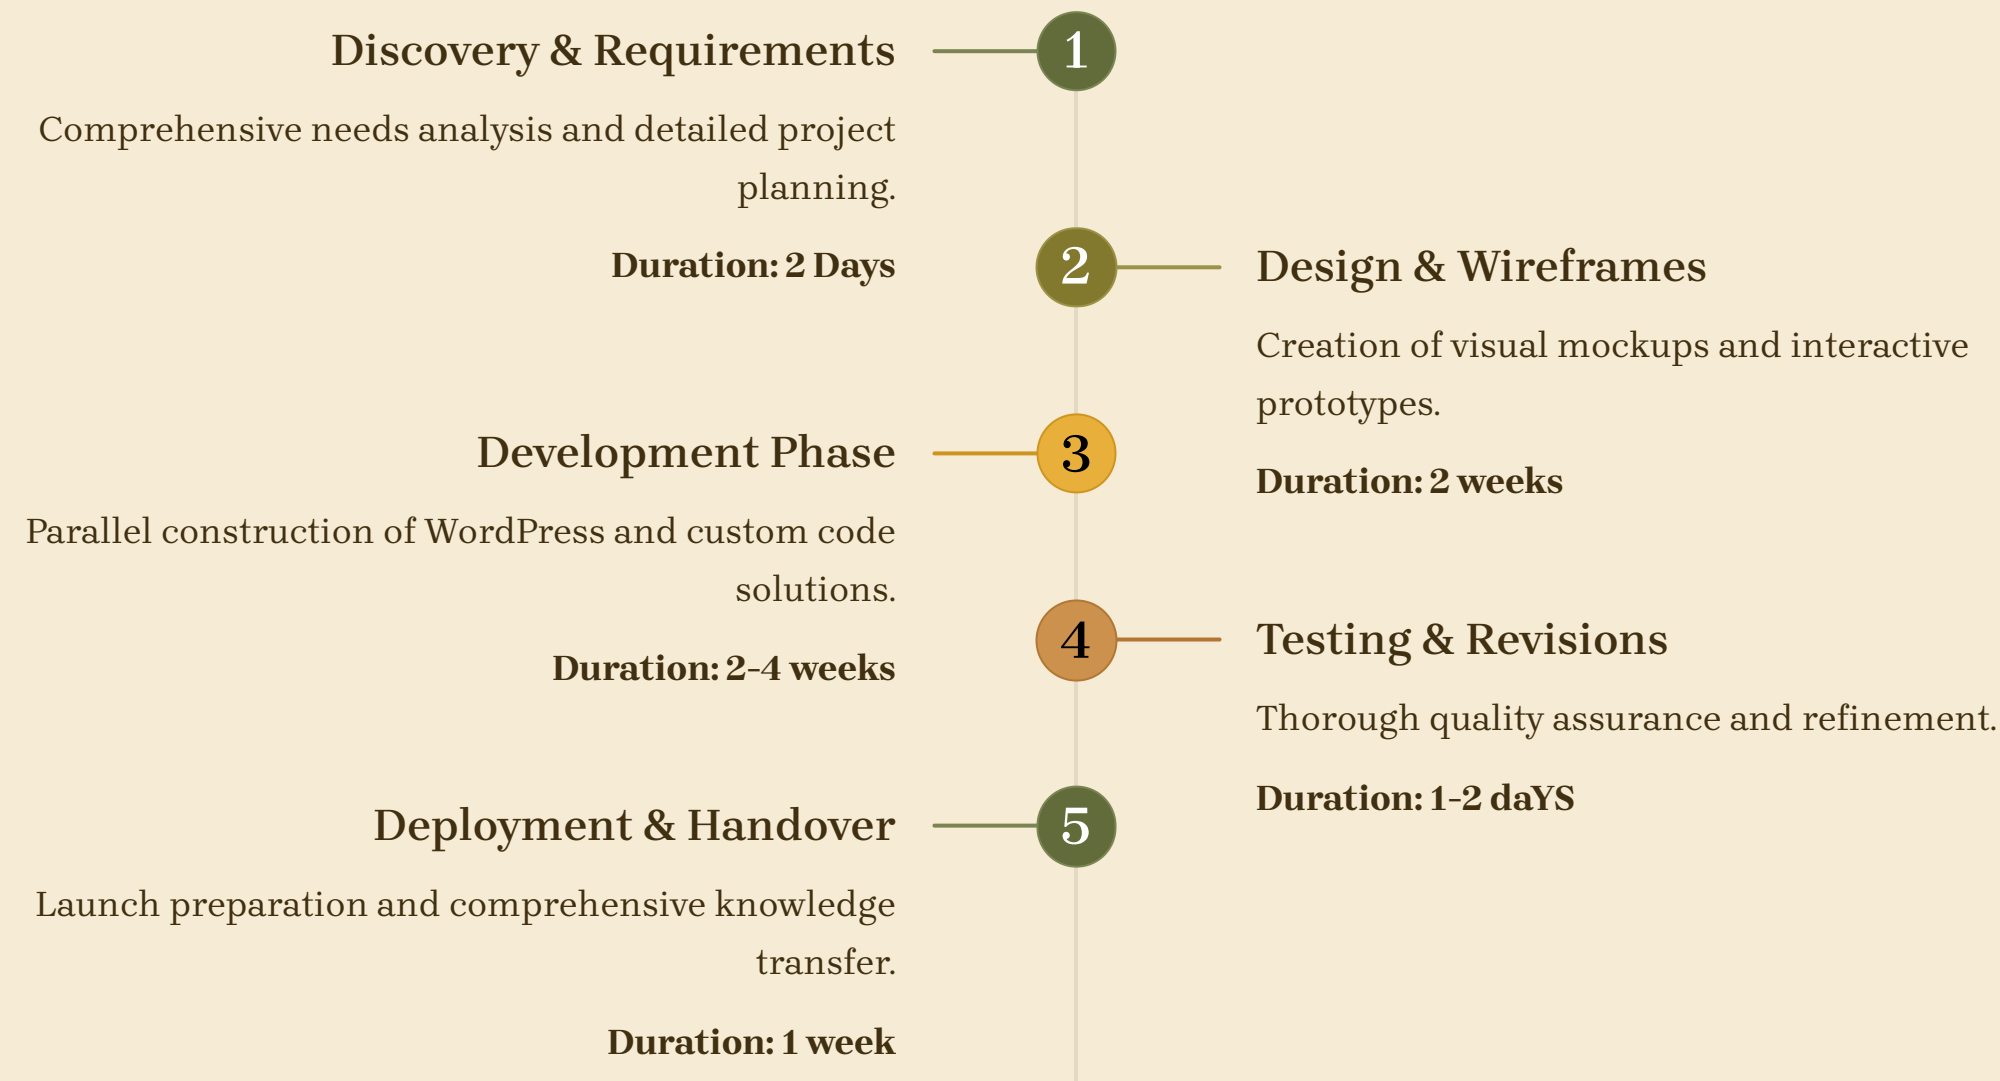 1
Discovery & Requirements
Comprehensive needs analysis and detailed project
planning.
Duration: 2 Days
2
Design & Wireframes
Creation of visual mockups and interactive
prototypes.
Duration: 2 weeks
3
Development Phase
Parallel construction of WordPress and custom code
solutions.
Duration: 2-4 weeks
4
Testing & Revisions
Thorough quality assurance and refinement.
Duration: 1-2 daYS
5
Deployment & Handover
Launch preparation and comprehensive knowledge
transfer.
Duration: 1 week